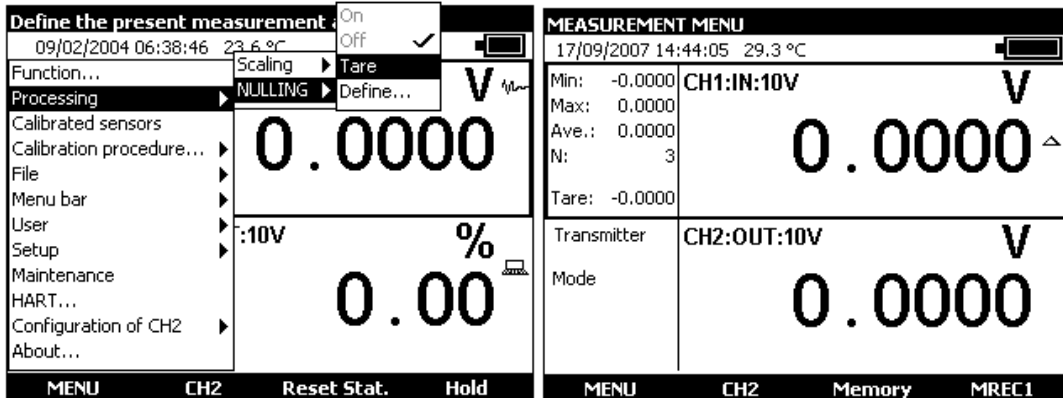 Define the present measurement a
On
09/02/2004 06:38:46 23.6 °C
Off
Function...
Scaling
Tare
V
Processing
NULLING
Define...
Calibrated sensors
0.0000
Calibration procedure...
File
Menu bar
User
:10V
%
Setup
Maintenance
0.00
HART...
Configuration of CH2
About...
MENU CH2 Reset Stat. Hold
MEASUREMENT MENU
17/09/2007 14:44:05 29.3 °C
Min: -0.0000
CH1:IN:10V
V
Max: 0.0000
Ave.: 0.0000
0.0000
N: 3
Tare: -0.0000
Transmitter
CH2:OUT:10V
V
Mode
0.0000
MENU CH2 Memory MREC1